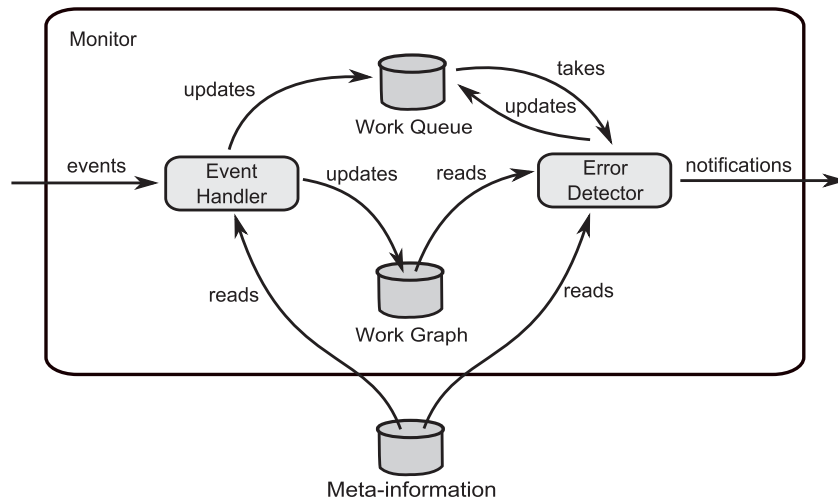 Monitor
takes
updates
updates
Work Queue
events
Event
Handler
updates
reads
Error
Detector
notifications
reads
reads
Work Graph
Meta-information